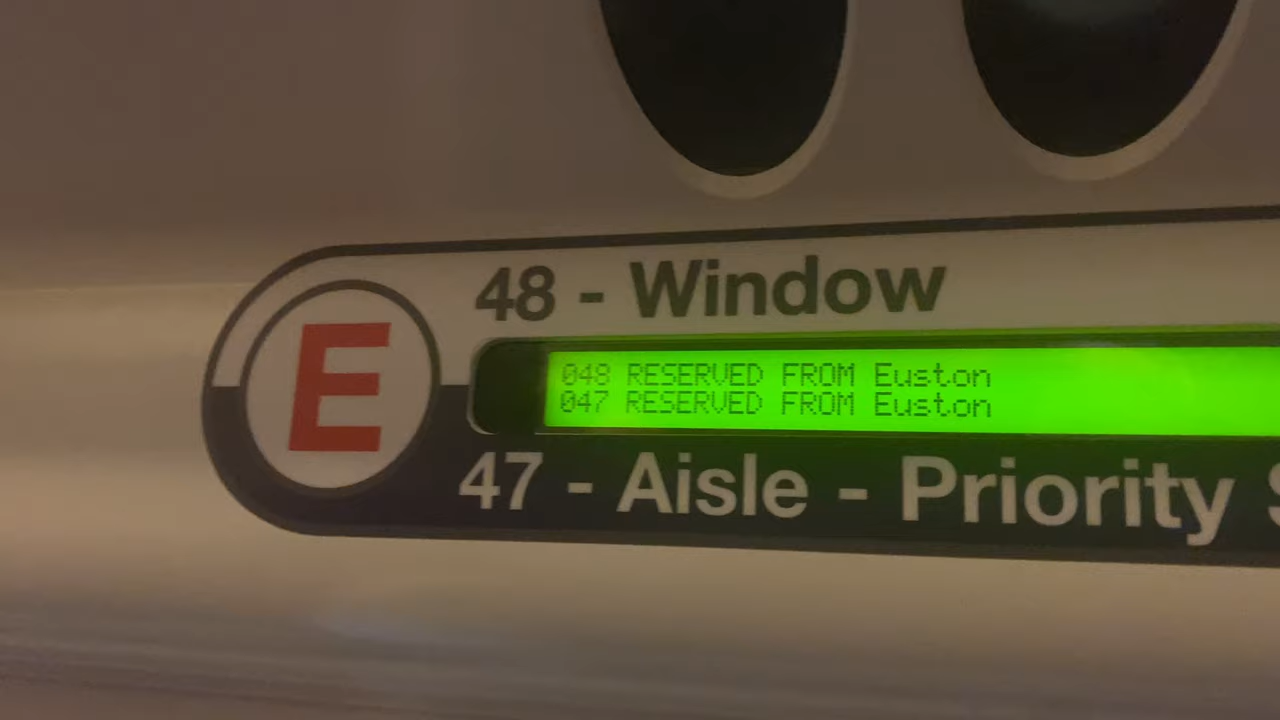 E
48 - Window
048 RESERVED FROM Euston
047 RESERVED FROM Euston
47 - Aisle - Priority